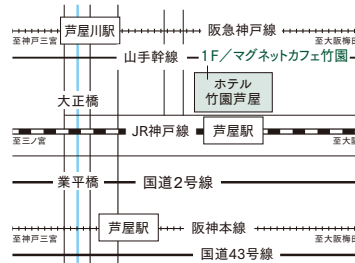 芦屋川駅
阪急神戸線
至神戸三宮
至大阪梅田
山手幹線
1F／マグネットカフェ竹園
ホテル
竹園芦屋
大正橋
JR神戸線
芦屋駅
至三ノ宮
至大阪
業平橋
国道2号線
芦屋駅
阪神本線
至神戸三宮
至大阪梅田
国道43号線